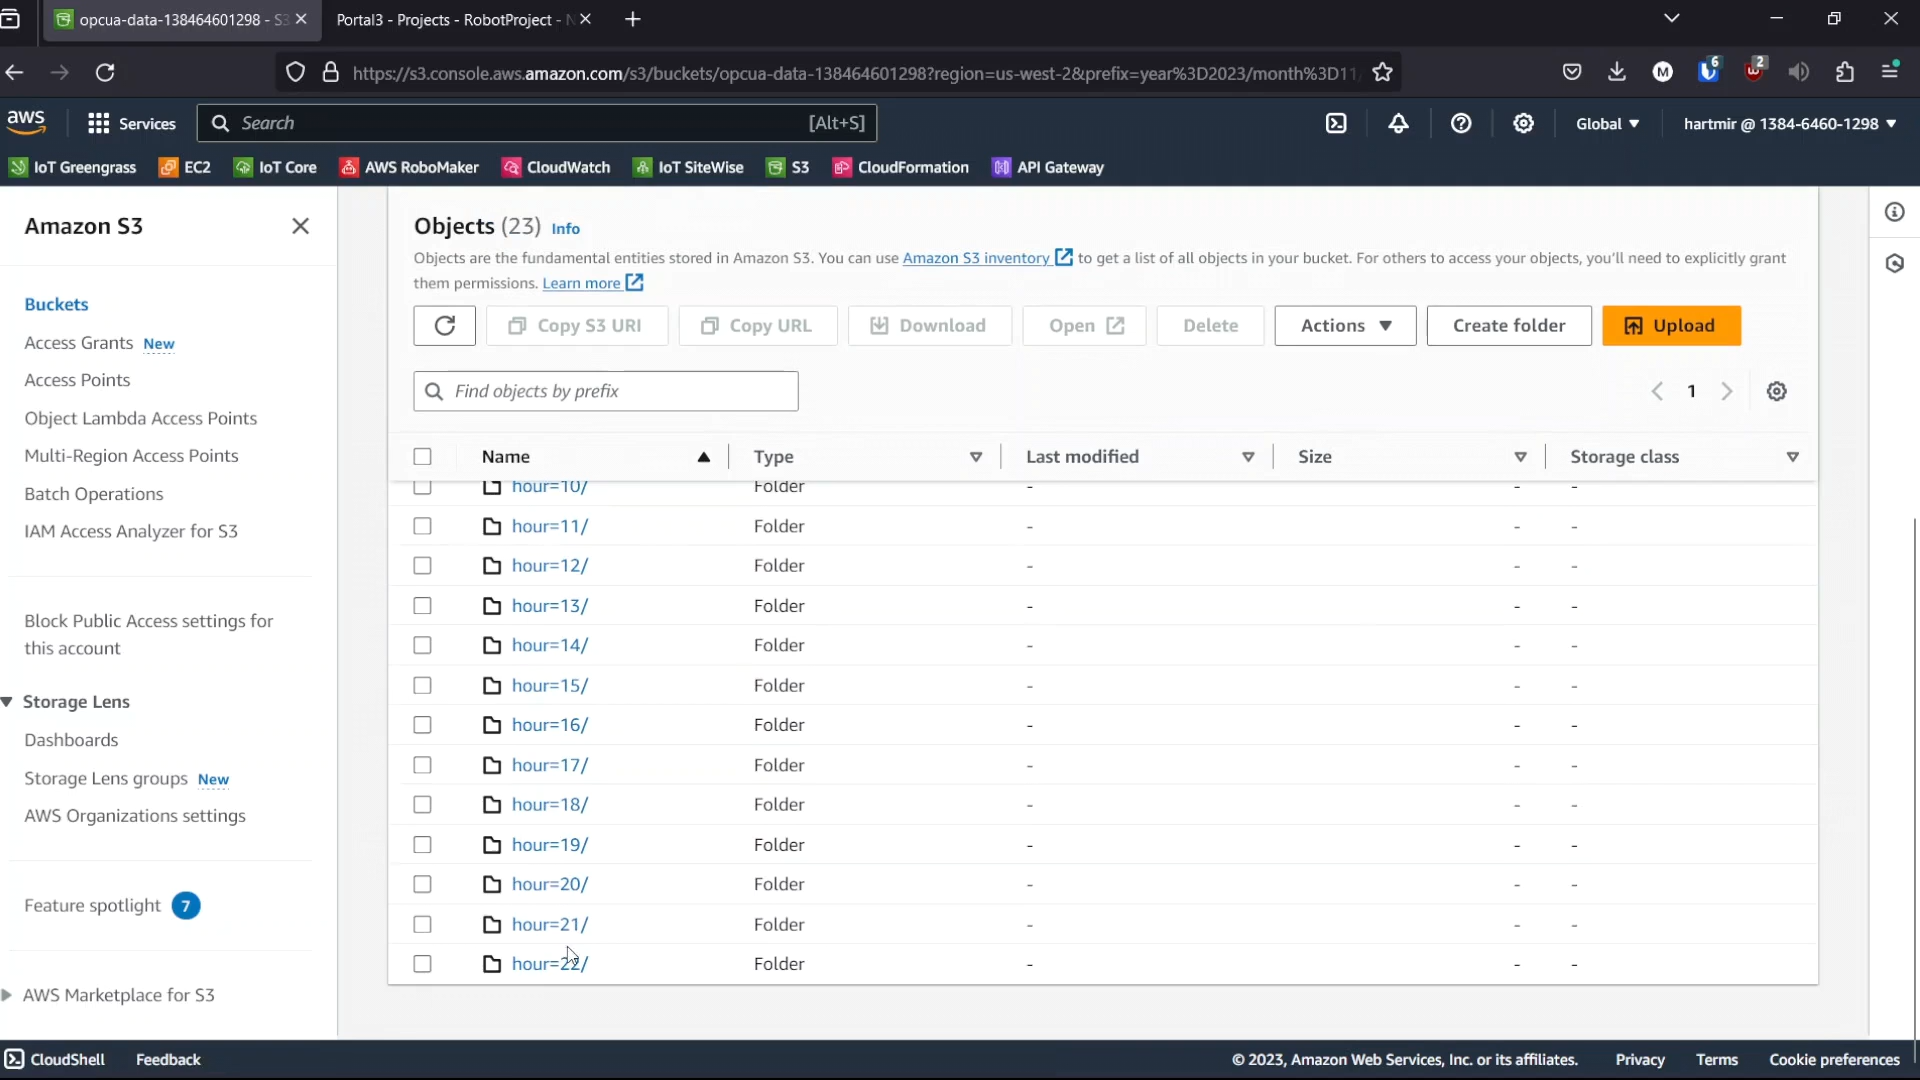 opcua-data-138464601298 - S3
Portal3 - Projects - RobotProject -
https://s3.console.aws.amazon.com/s3/buckets/opcua-data-138464601298?region=us-west-2&prefix=year%3D2023/month%3D11/
6
2
M
aws
Services
Search
[Alt+S]
Global
hartmir @ 1384-6460-1298
IoT Greengrass
EC2
IoT Core
AWS RoboMaker
CloudWatch
IoT SiteWise
S3
CloudFormation
API Gateway
Amazon S3
Buckets
Access Grants New
Access Points
Object Lambda Access Points
Multi-Region Access Points
Batch Operations
IAM Access Analyzer for S3
Block Public Access settings for
this account
Storage Lens
Dashboards
Storage Lens groups New
AWS Organizations settings
Feature spotlight 7
AWS Marketplace for S3
Objects (23) Info
Objects are the fundamental entities stored in Amazon S3. You can use Amazon S3 inventory to get a list of all objects in your bucket. For others to access your objects, you'll need to explicitly grant
them permissions. Learn more
Copy S3 URI
Copy URL
Download
Open
Delete
Actions
Create folder
Upload
Find objects by prefix
1
Name Type Last modified Size Storage class
hour=10/ Folder - - -
hour=11/ Folder - - -
hour=12/ Folder - - -
hour=13/ Folder - - -
hour=14/ Folder - - -
hour=15/ Folder - - -
hour=16/ Folder - - -
hour=17/ Folder - - -
hour=18/ Folder - - -
hour=19/ Folder - - -
hour=20/ Folder - - -
hour=21/ Folder - - -
hour=22/ Folder - - -
CloudShell
Feedback
© 2023, Amazon Web Services, Inc. or its affiliates.
Privacy
Terms
Cookie preferences